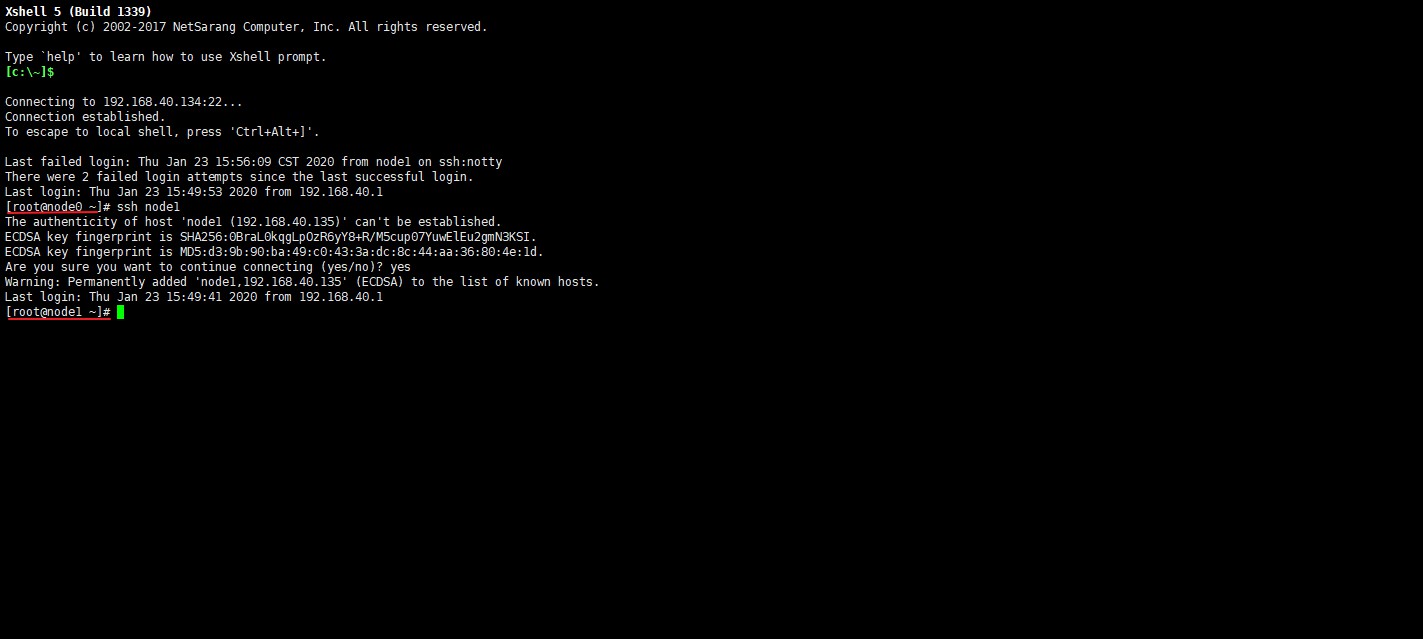 Xshell 5 (Build 1339)
Copyright (c) 2002-2017 NetSarang Computer, Inc. All rights reserved.
Type `help' to learn how to use Xshell prompt.
[c:\~]$
Connecting to 192.168.40.134:22...
Connection established.
To escape to local shell, press 'Ctrl+Alt+]'.
Last failed login: Thu Jan 23 15:56:09 CST 2020 from node1 on ssh:notty
There were 2 failed login attempts since the last successful login.
Last login: Thu Jan 23 15:49:53 2020 from 192.168.40.1
[root@node0 ~]# ssh node1
The authenticity of host 'node1 (192.168.40.135)' can't be established.
ECDSA key fingerprint is SHA256:0BraL0kqgLpOzR6yY8+R/M5cup07YuwElEu2gmN3KSI.
ECDSA key fingerprint is MD5:d3:9b:90:ba:49:c0:43:3a:dc:8c:44:aa:36:80:4e:1d.
Are you sure you want to continue connecting (yes/no)? yes
Warning: Permanently added 'node1,192.168.40.135' (ECDSA) to the list of known hosts.
Last login: Thu Jan 23 15:49:41 2020 from 192.168.40.1
[root@node1 ~]#